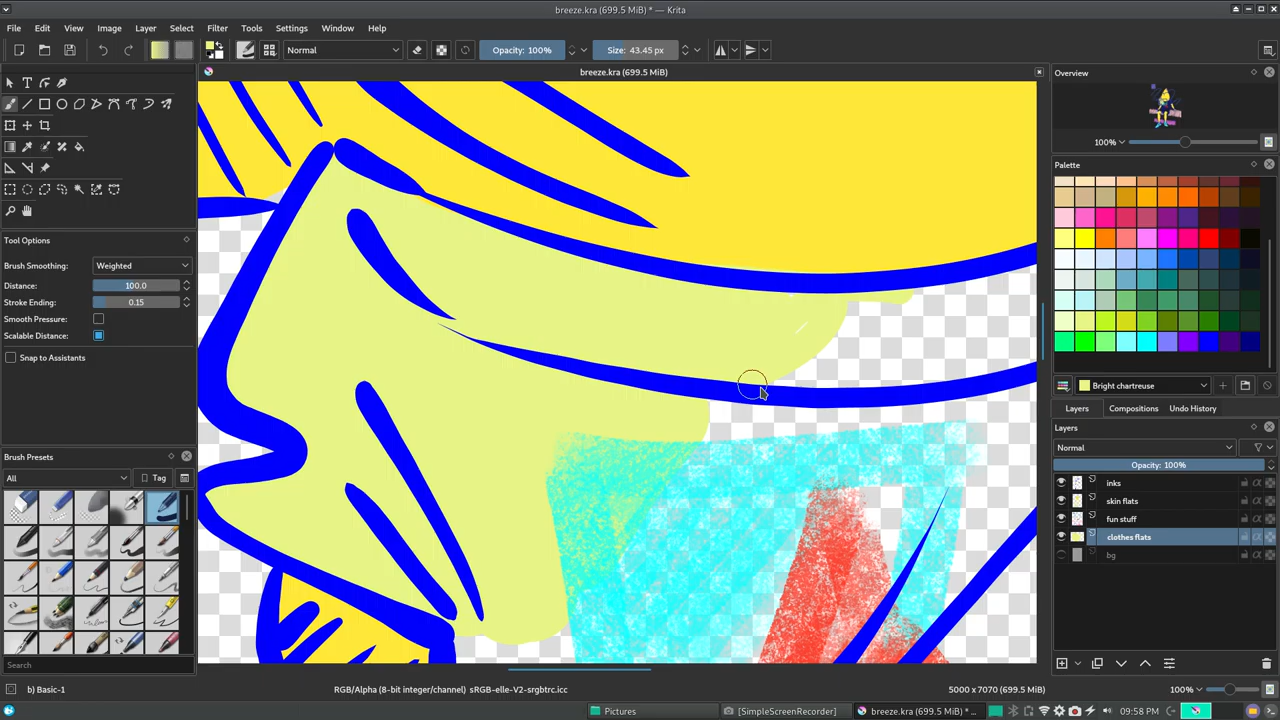 breeze.kra (699.5 MiB) * — Krita
File Edit View Image Layer Select Filter Tools Settings Window Help
Normal Opacity: 100% Size: 43.45 px
breeze.kra (699.5 MiB)
Tool Options
Brush Smoothing: Weighted
Distance: 100.0
Stroke Ending: 0.15
Smooth Pressure:
Scalable Distance:
Snap to Assistants
Brush Presets
All Tag
Search
b) Basic-1 RGB/Alpha (8-bit integer/channel) sRGB-elle-V2-srgbtrc.icc 5000 x 7070 (699.5 MiB) 100%
Overview
100%
Palette
Bright chartreuse
Layers Compositions Undo History
Layers
Normal
Opacity: 100%
inks
skin flats
fun stuff
clothes flats
bg
Pictures [SimpleScreenRecorder] breeze.kra (699.5 MiB) * ... 09:58 PM